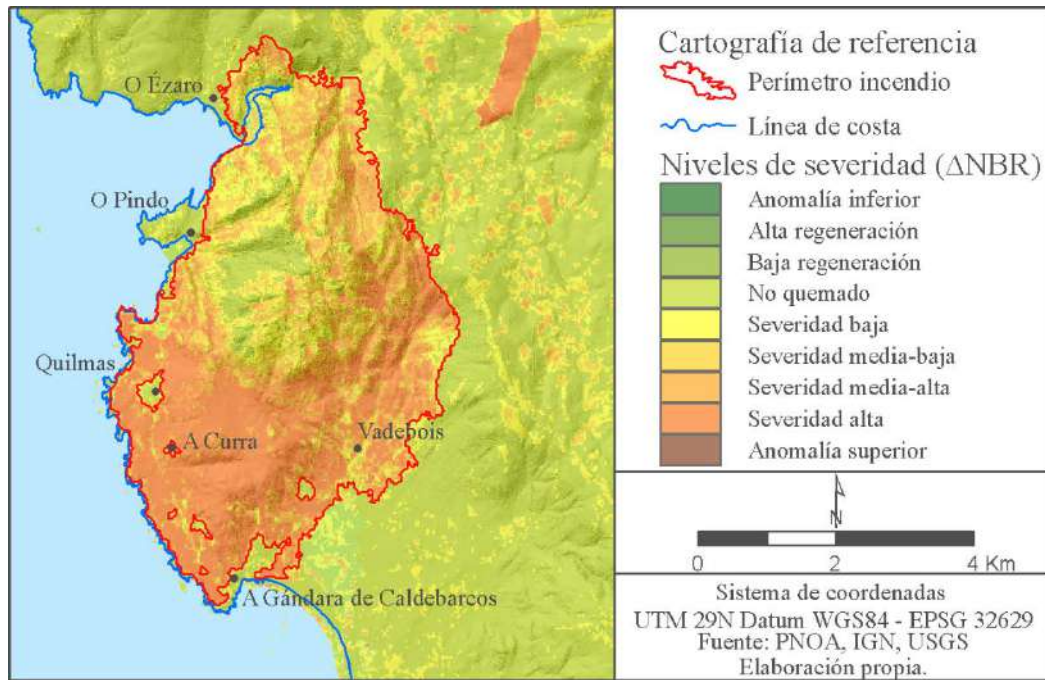 O Ézaro
O Pindo
Quilmas
A Curra
Vadebois
A Gándara de Caldebarcos
Cartografía de referencia
Perímetro incendio
Línea de costa
Niveles de severidad (ΔNBR)
Anomalía inferior
Alta regeneración
Baja regeneración
No quemado
Severidad baja
Severidad media-baja
Severidad media-alta
Severidad alta
Anomalía superior
N
0 2 4 Km
Sistema de coordenadas
UTM 29N Datum WGS84 - EPSG 32629
Fuente: PNOA, IGN, USGS
Elaboración propia.